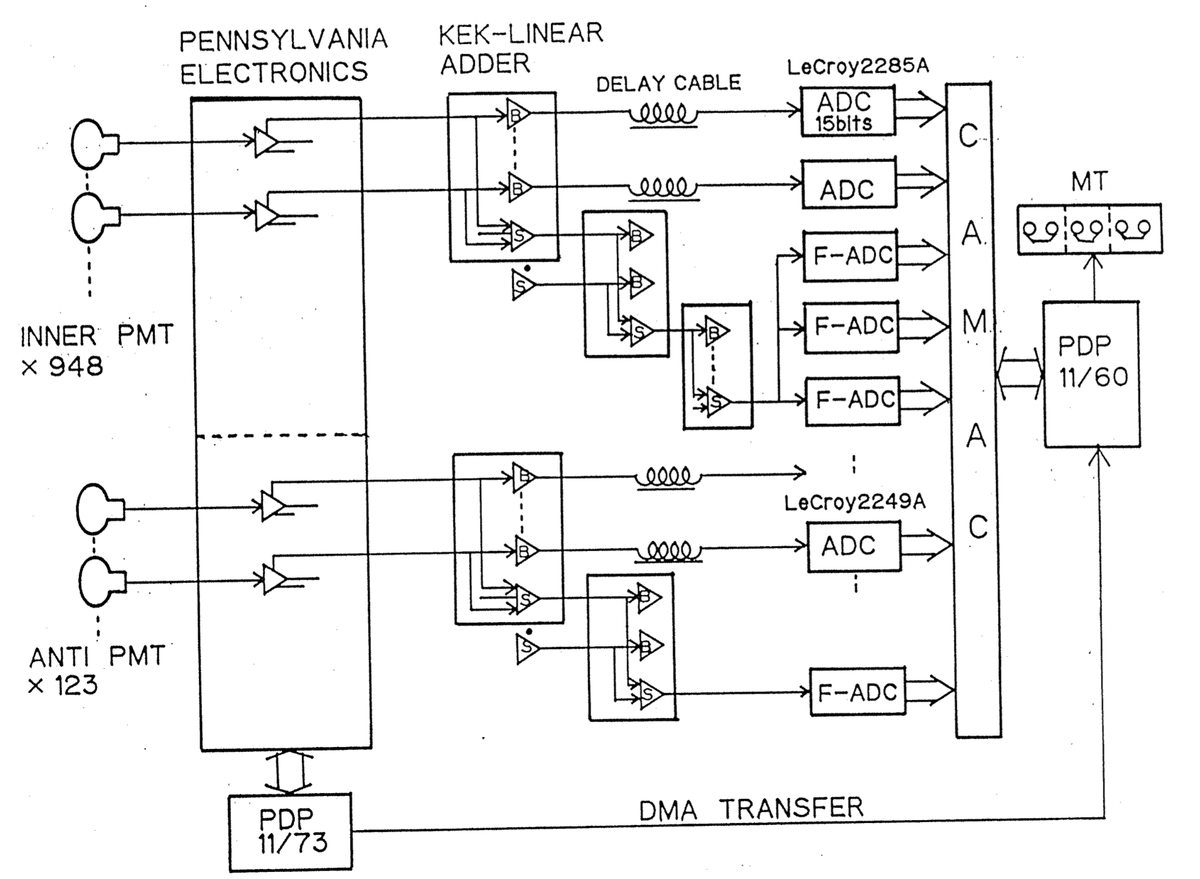 PENNSYLVANIA
ELECTRONICS
KEK-LINEAR
ADDER
DELAY CABLE
LeCroy2285A
ADC
15bits
B
B
S
ADC
C
A
M
A
C
MT
B
S
B
S
F-ADC
F-ADC
F-ADC
B
S
PDP
11/60
INNER PMT
× 948
B
B
S
LeCroy2249A
ADC
B
S
B
S
F-ADC
ANTI PMT
× 123
PDP
11/73
DMA TRANSFER